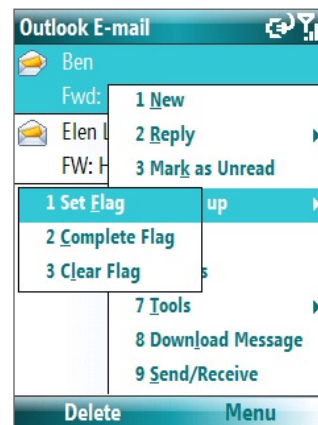 Outlook E-mail
Ben
Fwd:
1 New
Elen
2 Reply
FW:
3 Mark as Unread
up
1 Set Flag
2 Complete Flag
3 Clear Flag
7 Tools
8 Download Message
9 Send/Receive
Delete Menu